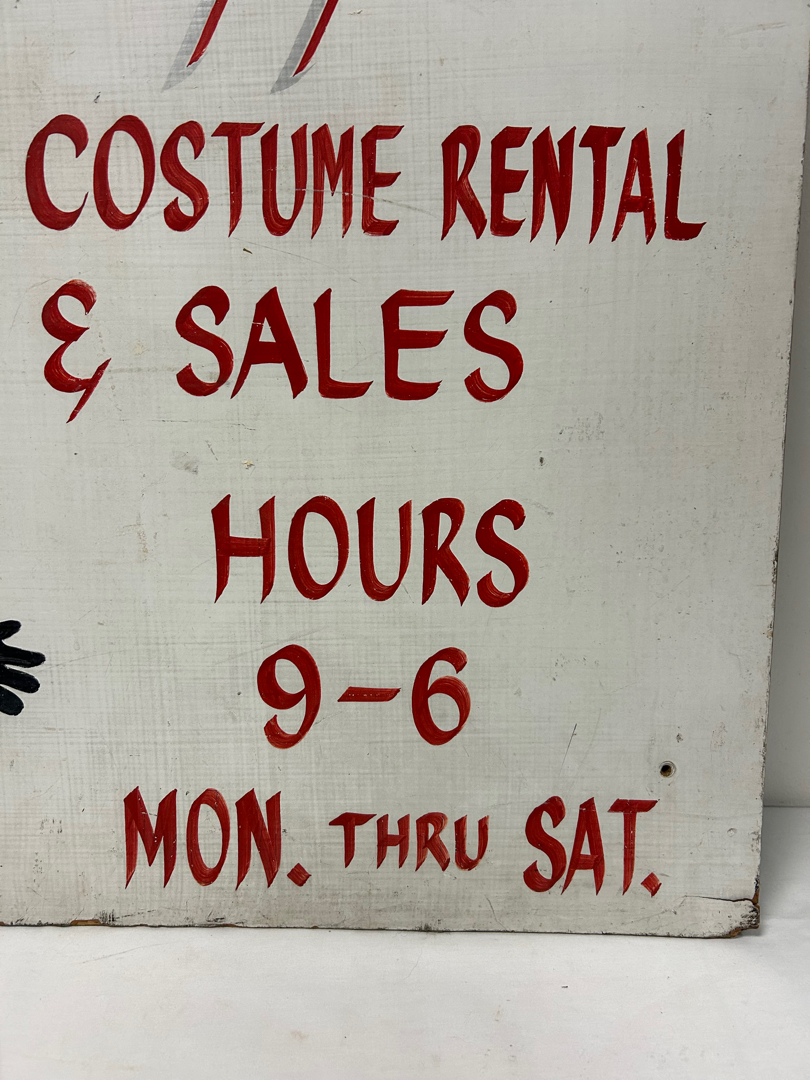 COSTUME RENTAL
& SALES
HOURS
9-6
MON. THRU SAT.